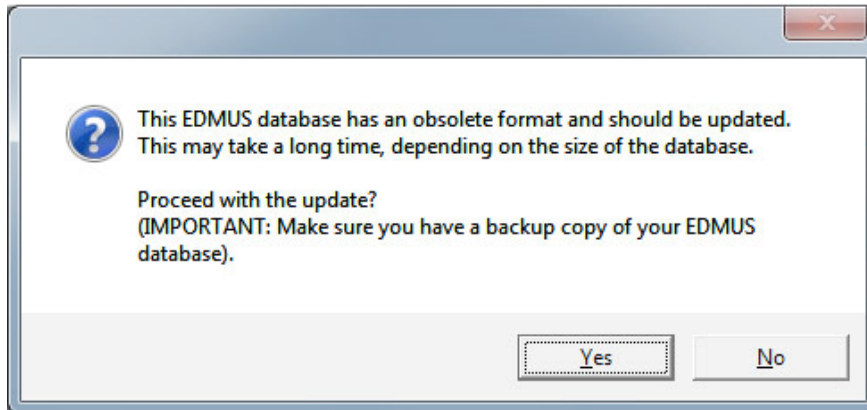 This EDMUS database has an obsolete format and should be updated.
This may take a long time, depending on the size of the database.
Proceed with the update?
(IMPORTANT: Make sure you have a backup copy of your EDMUS
database).
Yes
No